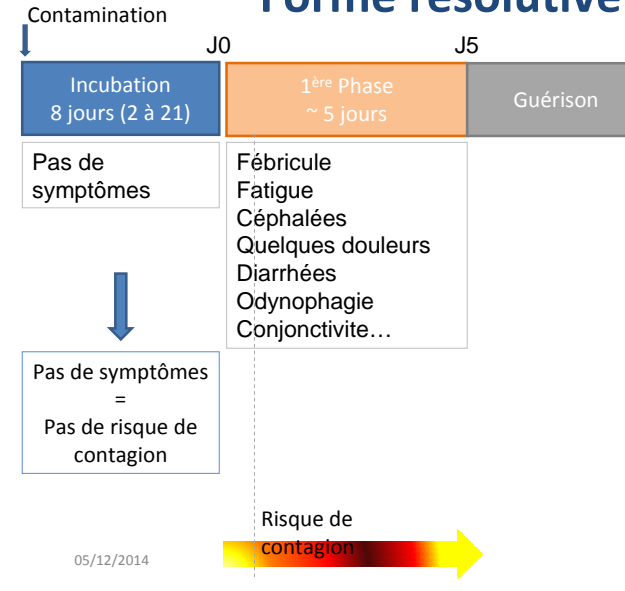 Forme résolutive
Contamination
J0
J5
Incubation
8 jours (2 à 21)
1ère Phase
~ 5 jours
Guérison
Pas de
symptômes
Fébricule
Fatigue
Céphalées
Quelques douleurs
Diarrhées
Odynophagie
Conjonctivite…
Pas de symptômes
=
Pas de risque de
contagion
Risque de
contagion
05/12/2014